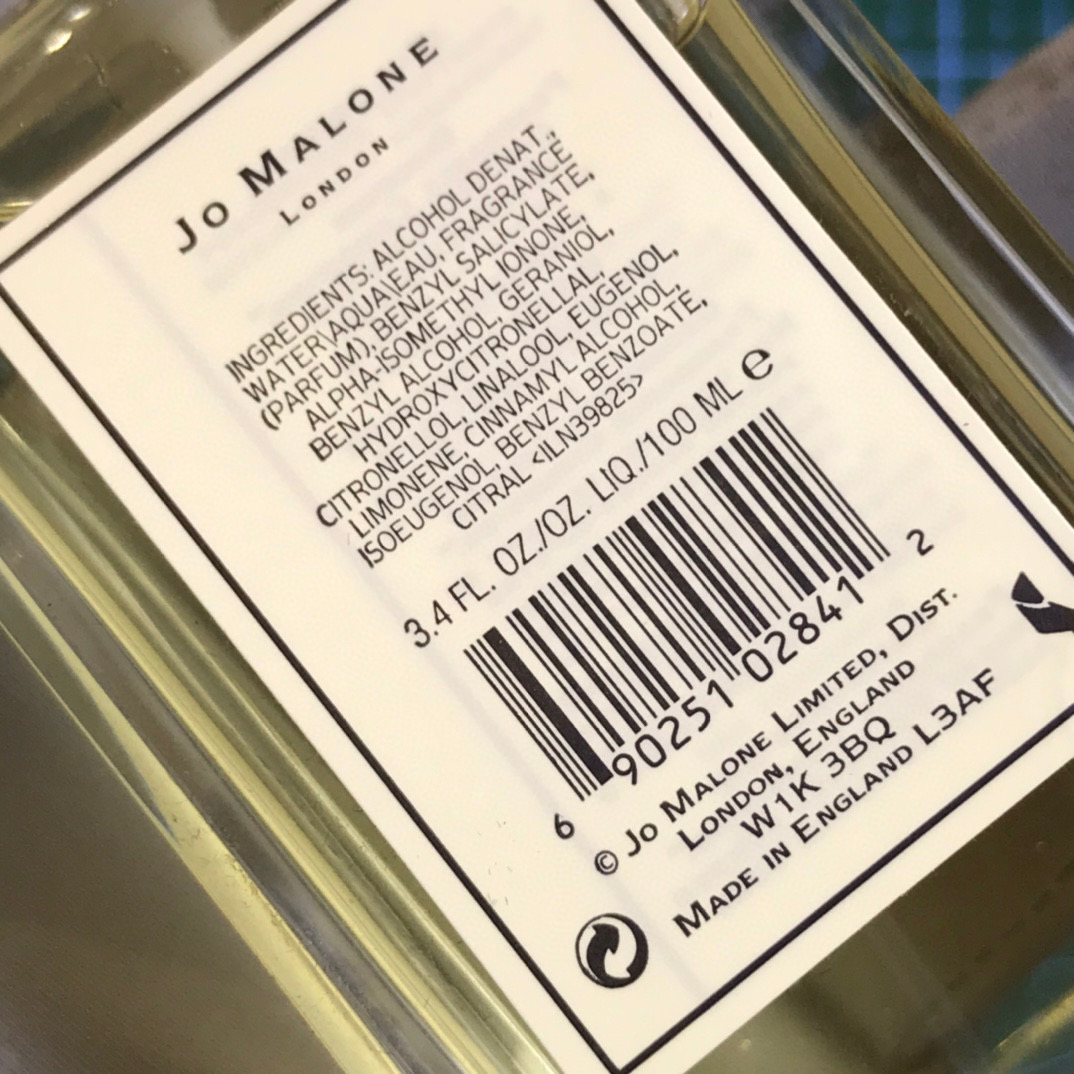 JO MALONE
LONDON
INGREDIENTS: ALCOHOL DENAT.,
WATER\AQUA\EAU, FRAGRANCE
(PARFUM), BENZYL SALICYLATE,
ALPHA-ISOMETHYL IONONE,
BENZYL ALCOHOL, GERANIOL,
HYDROXYCITRONELLAL,
CITRONELLOL, LINALOOL, EUGENOL,
LIMONENE, CINNAMYL ALCOHOL,
ISOEUGENOL, BENZYL BENZOATE,
CITRAL <ILN39825>
3.4 FL. OZ./OZ. LIQ./100 ML e
6 90251 02841 2
© JO MALONE LIMITED, DIST.
LONDON, ENGLAND
W1K 3BQ
MADE IN ENGLAND L3AF